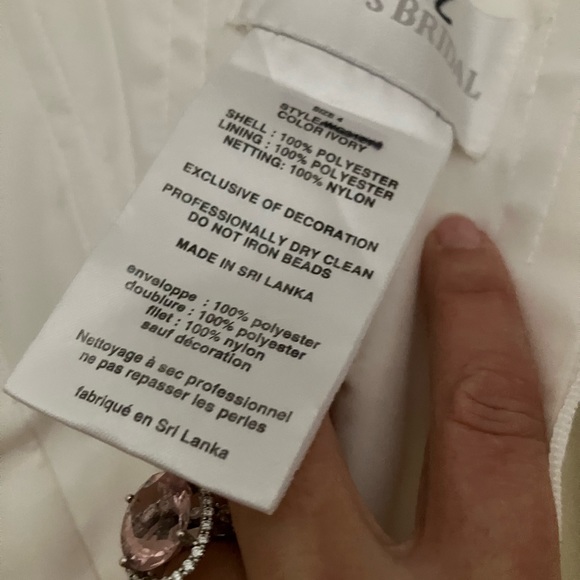 's BRIDAL
SIZE 4
STYLE
COLOR IVORY
SHELL : 100% POLYESTER
LINING : 100% POLYESTER
NETTING: 100% NYLON
EXCLUSIVE OF DECORATION
PROFESSIONALLY DRY CLEAN
DO NOT IRON BEADS
MADE IN SRI LANKA
enveloppe : 100% polyester
doublure : 100% polyester
filet : 100% nylon
sauf décoration
Nettoyage à sec professionnel
ne pas repasser les perles
fabriqué en Sri Lanka